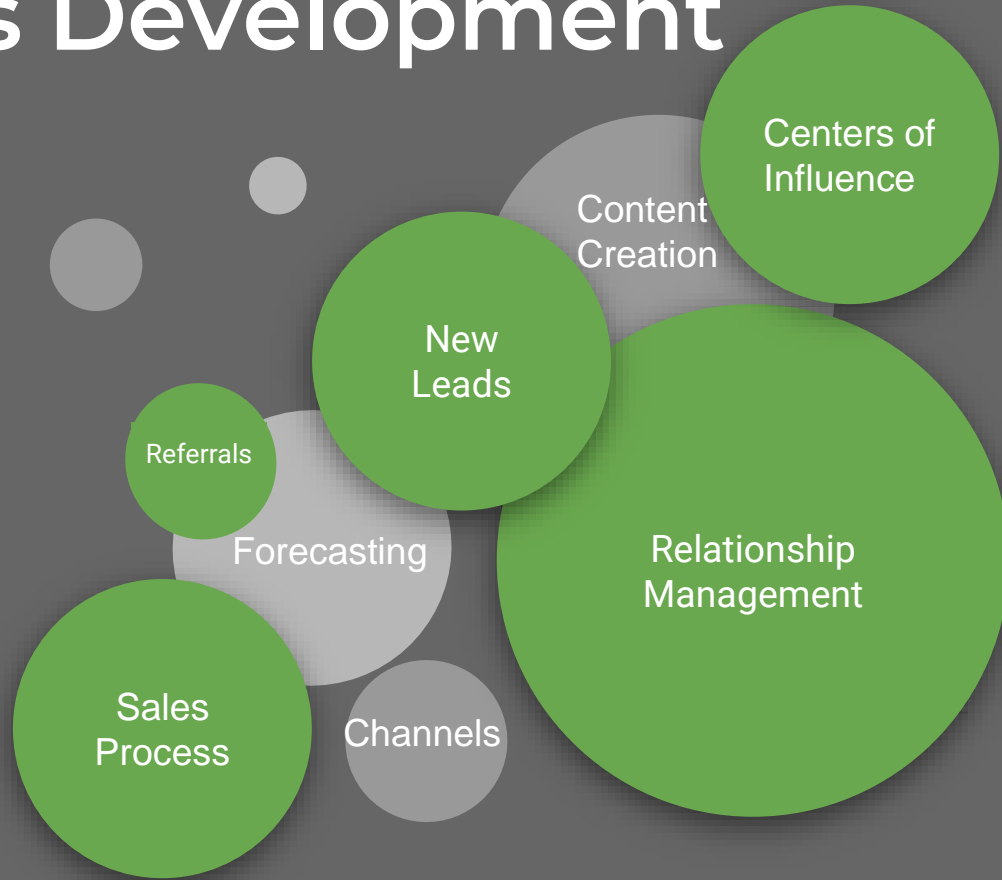 s Development
Centers of
Influence
Content
Creation
New
Leads
Referrals
Forecasting
Relationship
Management
Sales
Process
Channels